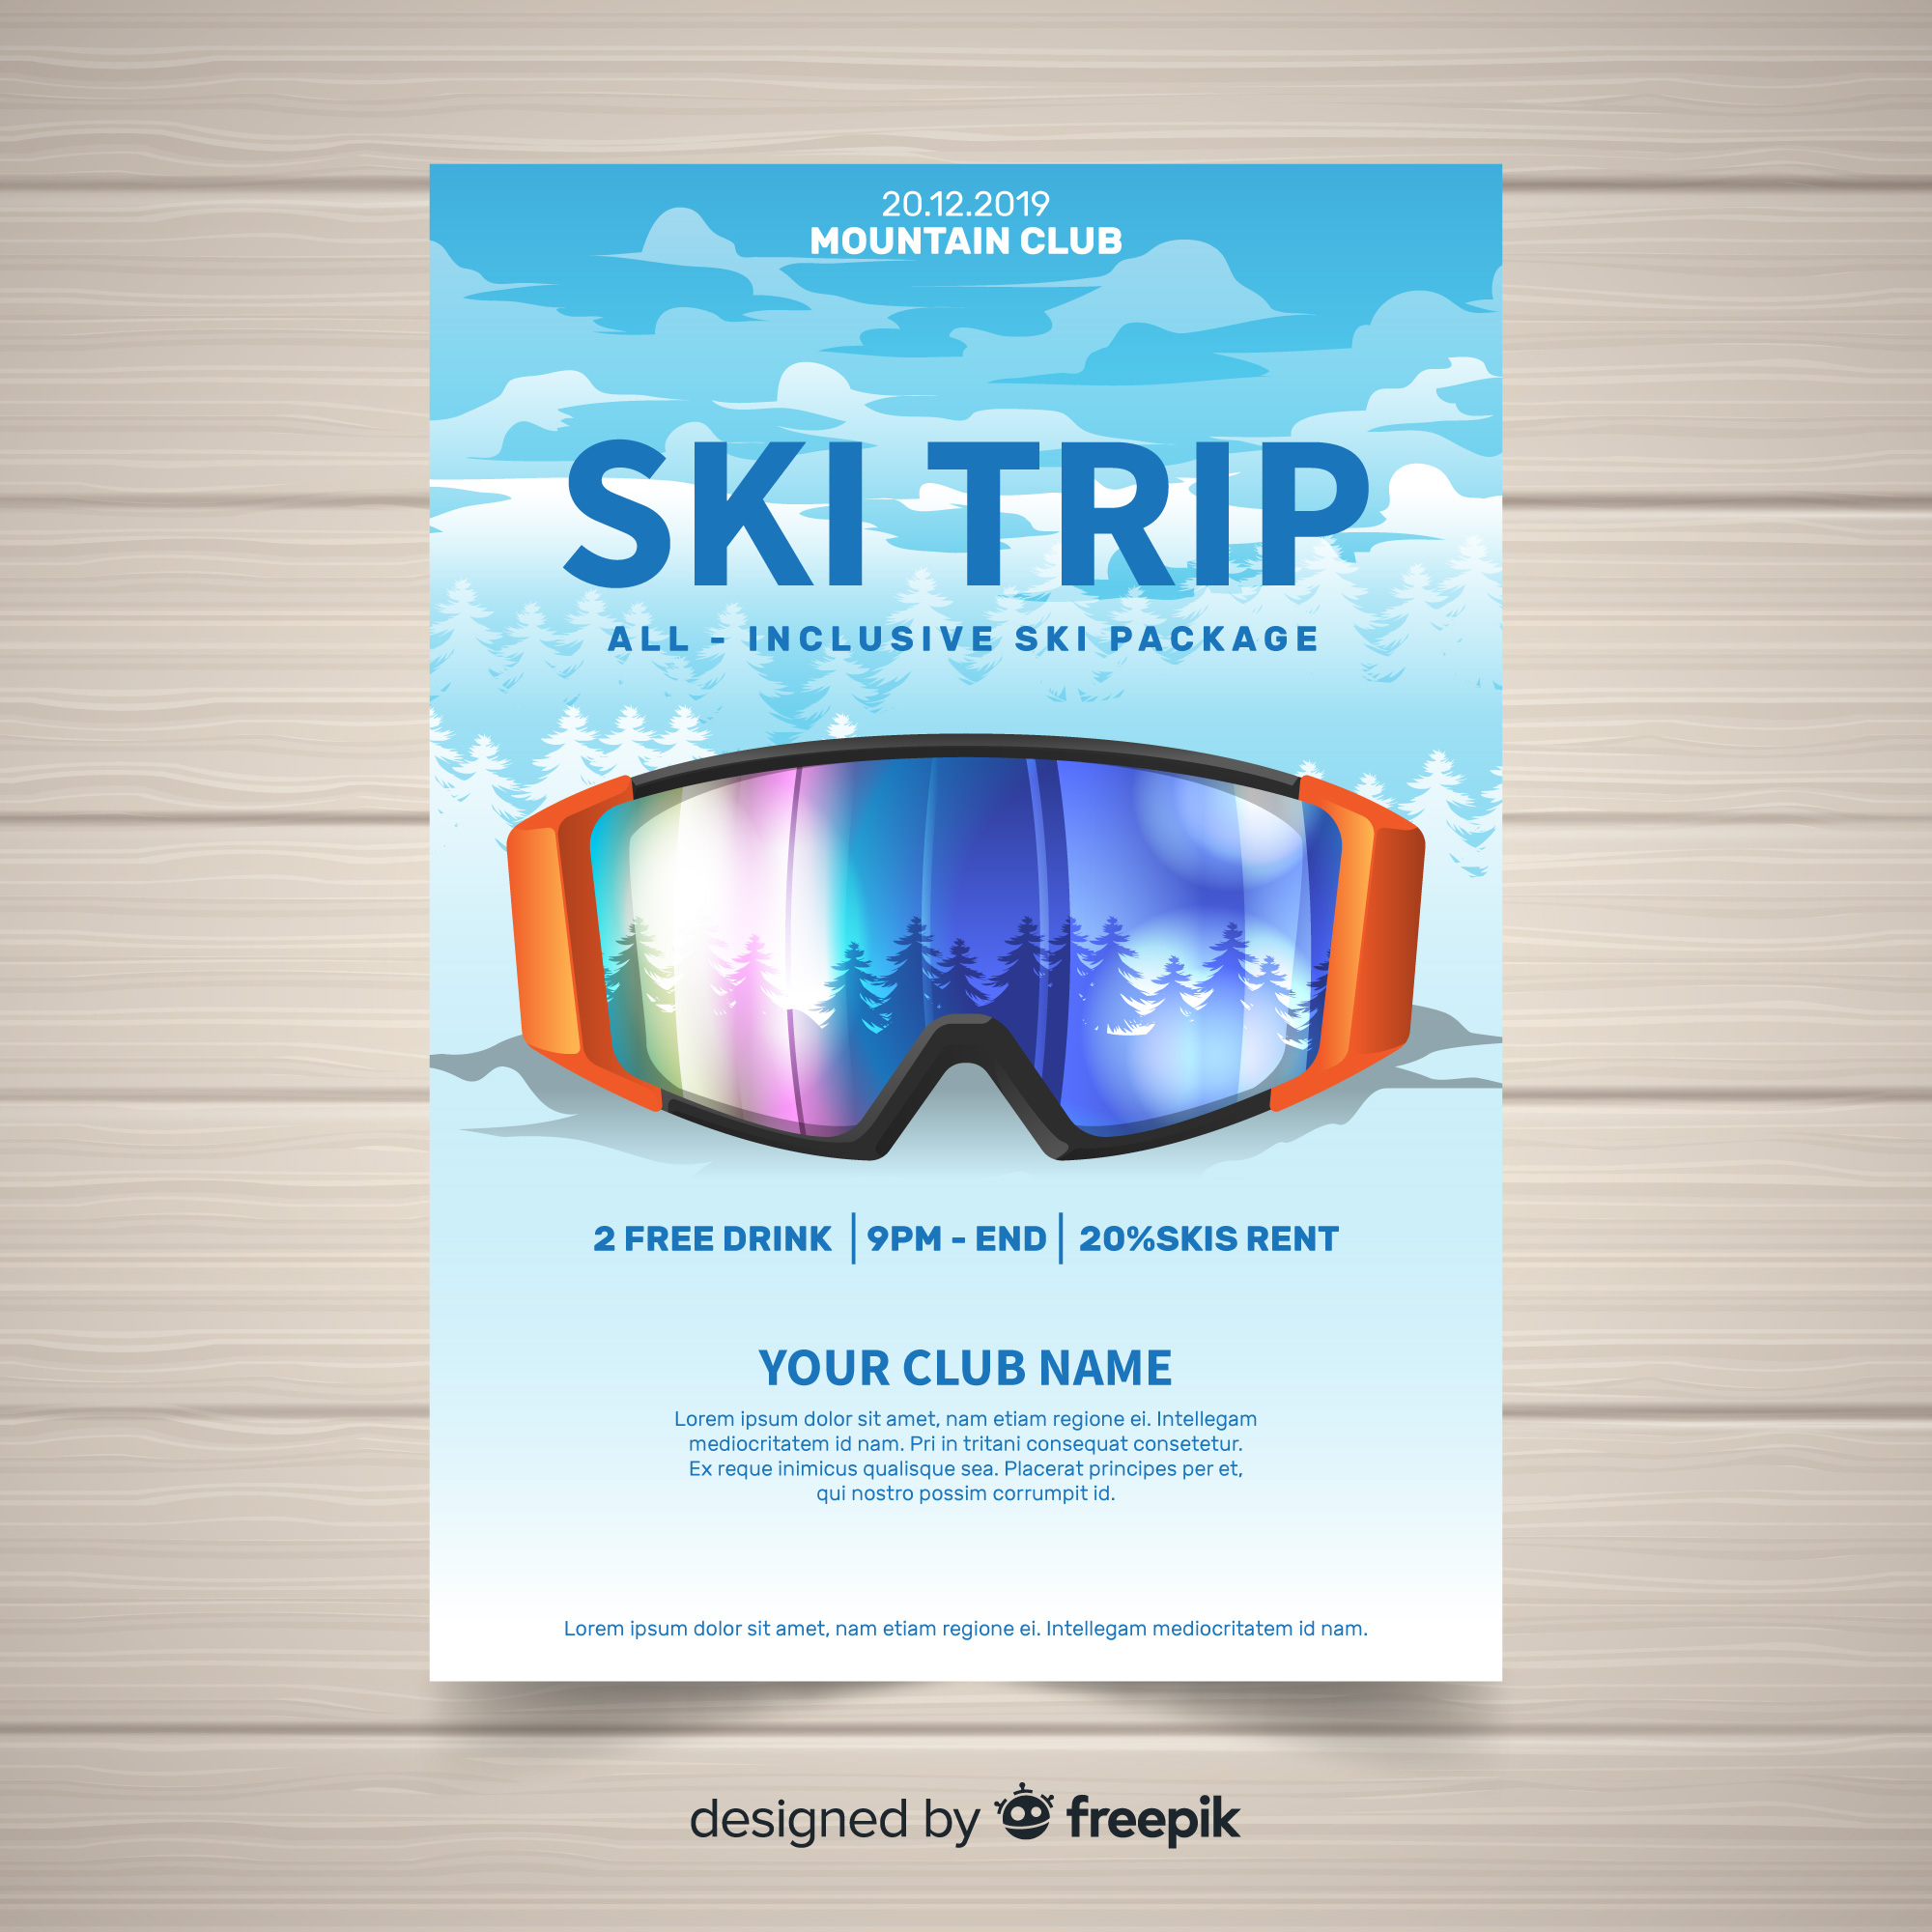 20.12.2019
MOUNTAIN CLUB
SKI TRIP
ALL - INCLUSIVE SKI PACKAGE
2 FREE DRINK | 9PM - END | 20%SKIS RENT
YOUR CLUB NAME
Lorem ipsum dolor sit amet, nam etiam regione ei. Intellegam
mediocritatem id nam. Pri in tritani consequat consetetur.
Ex reque inimicus qualisque sea. Placerat principes per et,
qui nostro possim corrumpit id.
Lorem ipsum dolor sit amet, nam etiam regione ei. Intellegam mediocritatem id nam.
designed by freepik